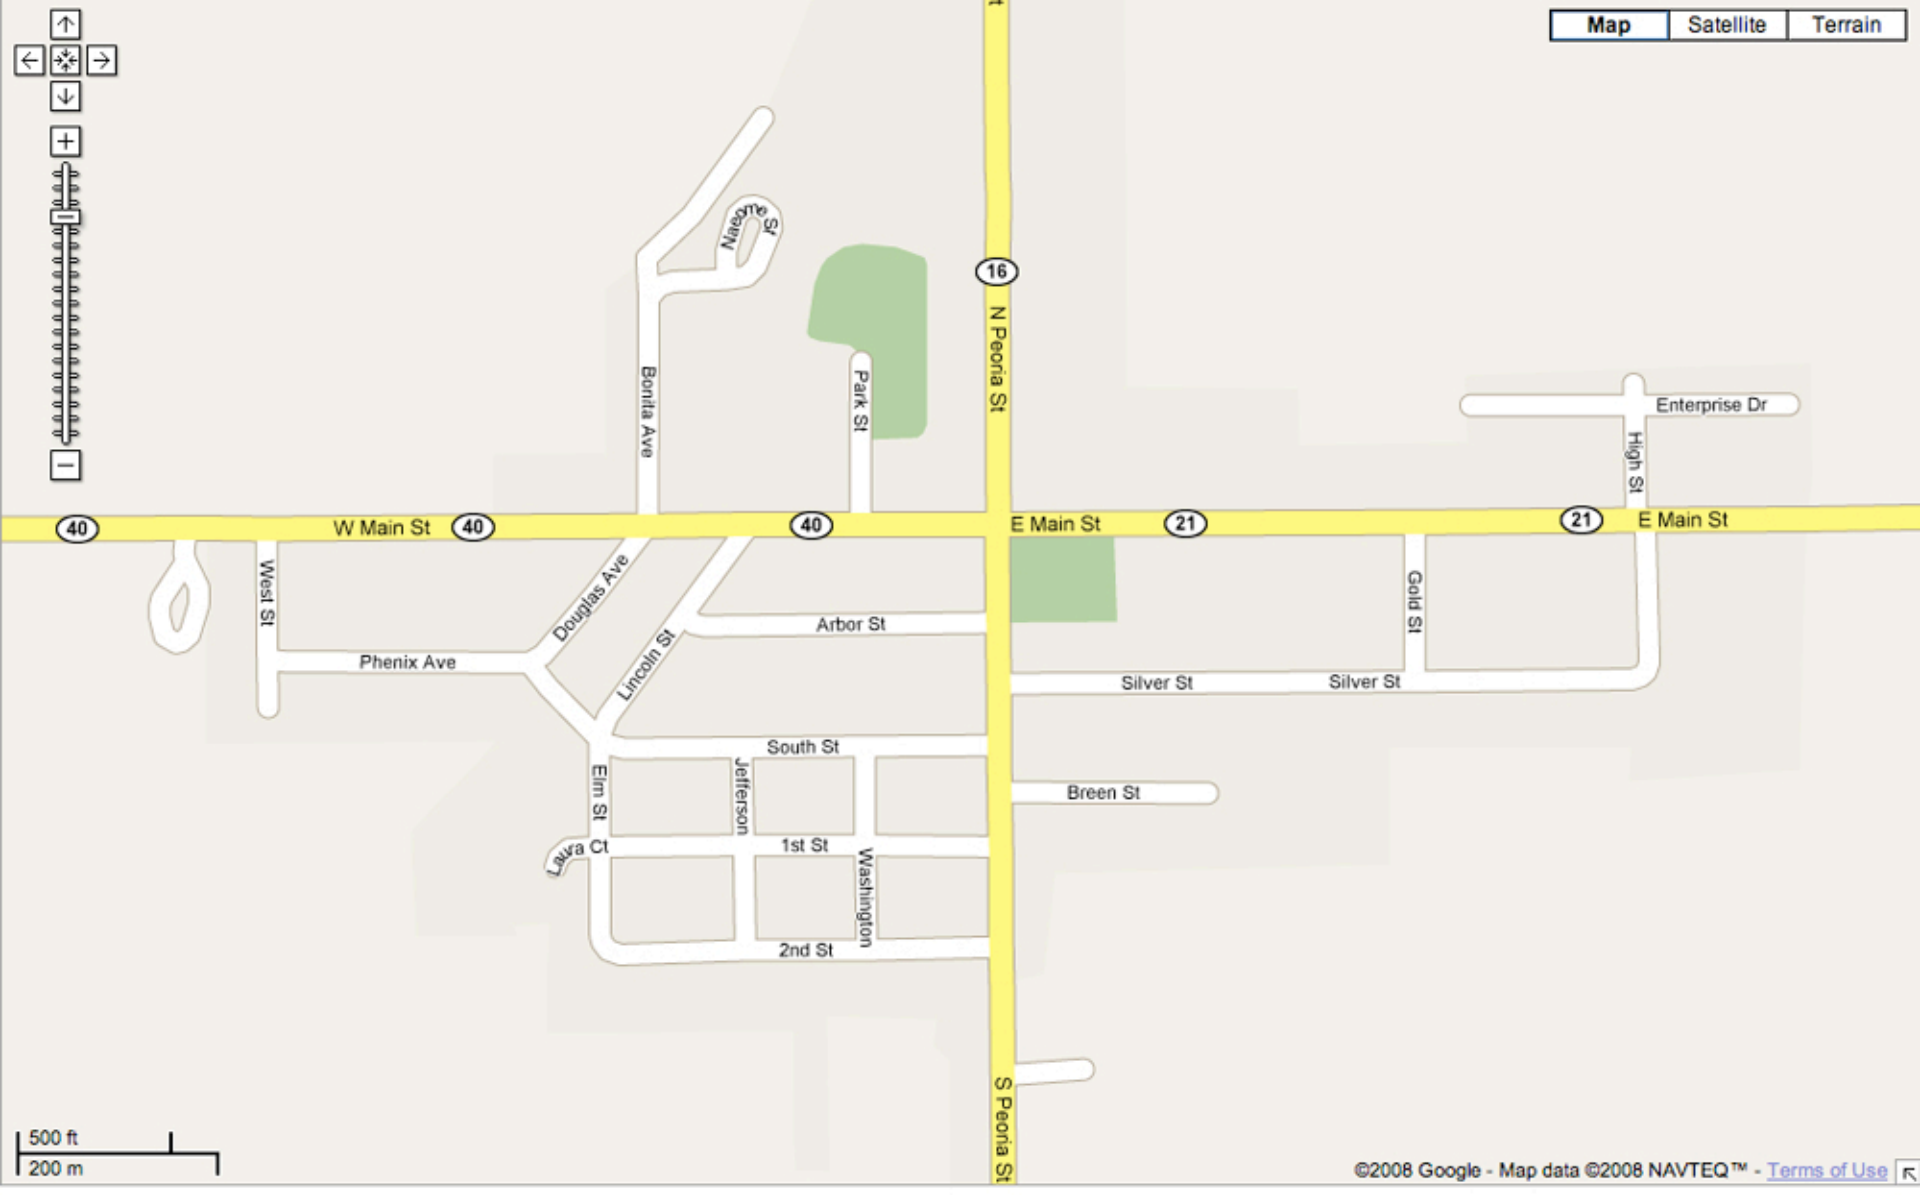 t
Map
Satellite
Terrain
Naeome St
16
N Peoria St
Bonita Ave
Park St
Enterprise Dr
High St
40
W Main St
40
40
E Main St
21
21
E Main St
West St
Douglas Ave
Gold St
Arbor St
Lincoln St
Phenix Ave
Silver St
Silver St
South St
Elm St
Jefferson
Breen St
Laura Ct
1st St
Washington
2nd St
S Peoria St
500 ft
200 m
©2008 Google - Map data ©2008 NAVTEQ™ - Terms of Use